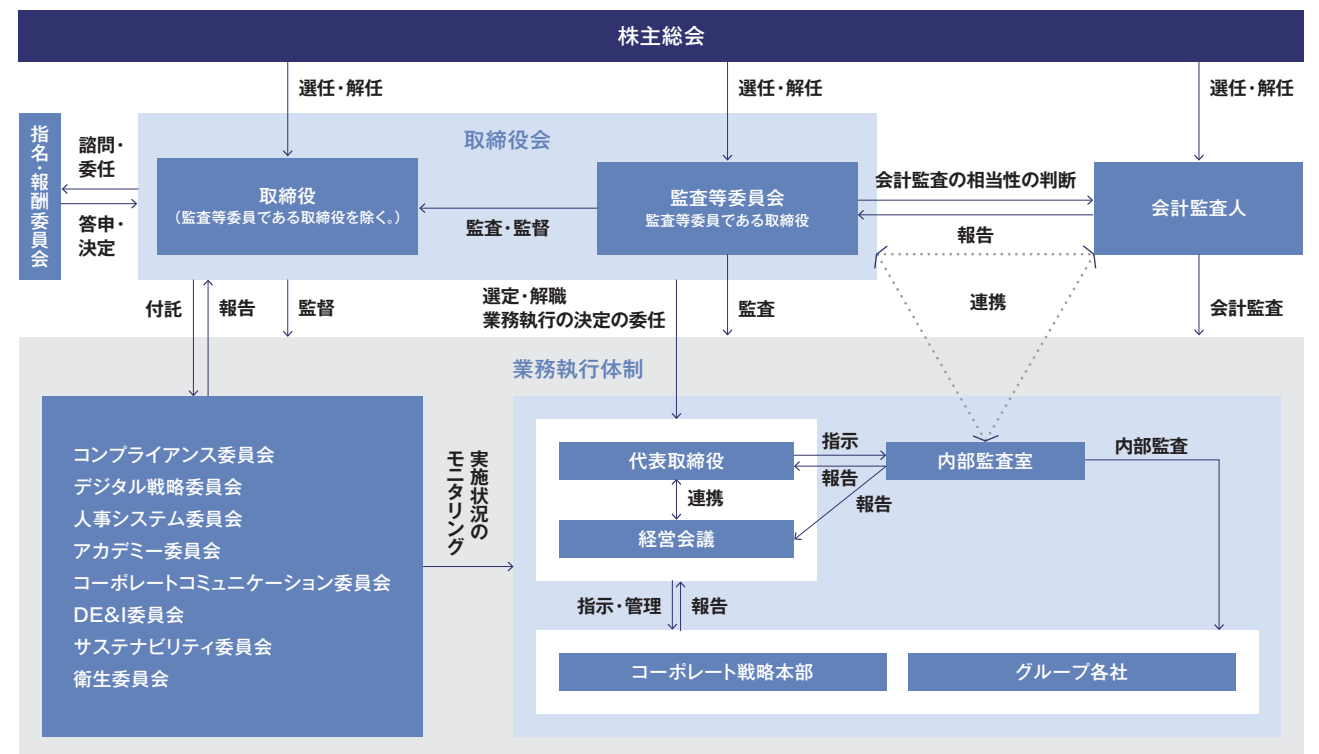 株主総会
選任・解任
選任・解任
選任・解任
指名・報酬委員会
諮問・
委任
答申・
決定
取締役会
取締役
（監査等委員である取締役を除く。）
監査・監督
監査等委員会
監査等委員である取締役
会計監査の相当性の判断
報告
会計監査人
連携
付託
報告
監督
選定・解職
業務執行の決定の委任
監査
会計監査
業務執行体制
コンプライアンス委員会
デジタル戦略委員会
人事システム委員会
アカデミー委員会
コーポレートコミュニケーション委員会
DE&I委員会
サステナビリティ委員会
衛生委員会
実施状況の
モニタリング
代表取締役
連携
経営会議
指示
報告
報告
内部監査室
内部監査
指示・管理
報告
コーポレート戦略本部
グループ各社